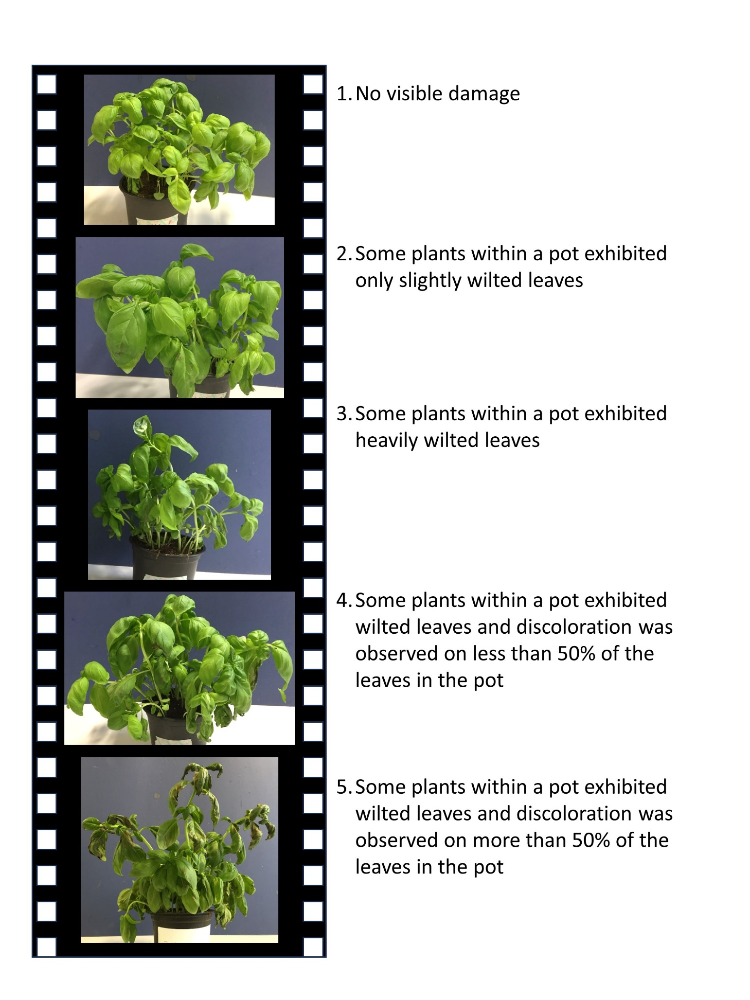 1. No visible damage
2. Some plants within a pot exhibited
only slightly wilted leaves
3. Some plants within a pot exhibited
heavily wilted leaves
4. Some plants within a pot exhibited
wilted leaves and discoloration was
observed on less than 50% of the
leaves in the pot
5. Some plants within a pot exhibited
wilted leaves and discoloration was
observed on more than 50% of the
leaves in the pot